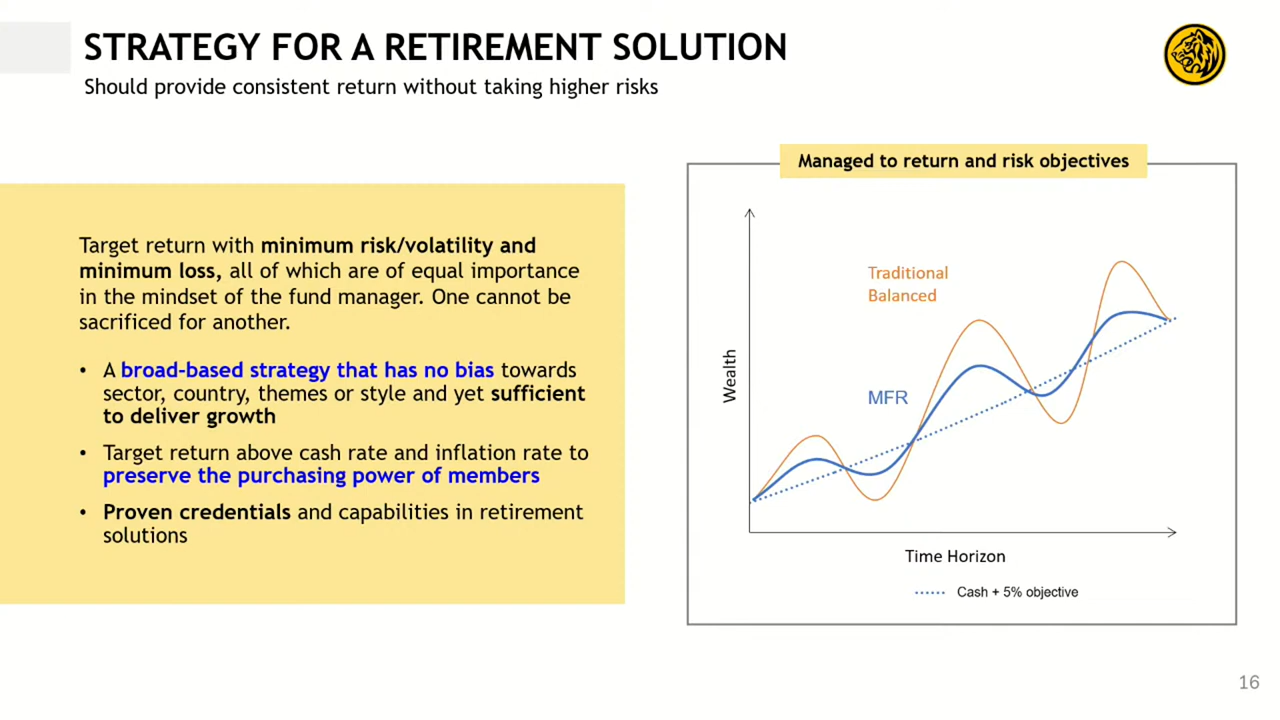 STRATEGY FOR A RETIREMENT SOLUTION
Should provide consistent return without taking higher risks
Target return with minimum risk/volatility and
minimum loss, all of which are of equal importance
in the mindset of the fund manager. One cannot be
sacrificed for another.
• A broad-based strategy that has no bias towards
sector, country, themes or style and yet sufficient
to deliver growth
• Target return above cash rate and inflation rate to
preserve the purchasing power of members
• Proven credentials and capabilities in retirement
solutions
Managed to return and risk objectives
Traditional
Balanced
MFR
Wealth
Time Horizon
Cash + 5% objective
16